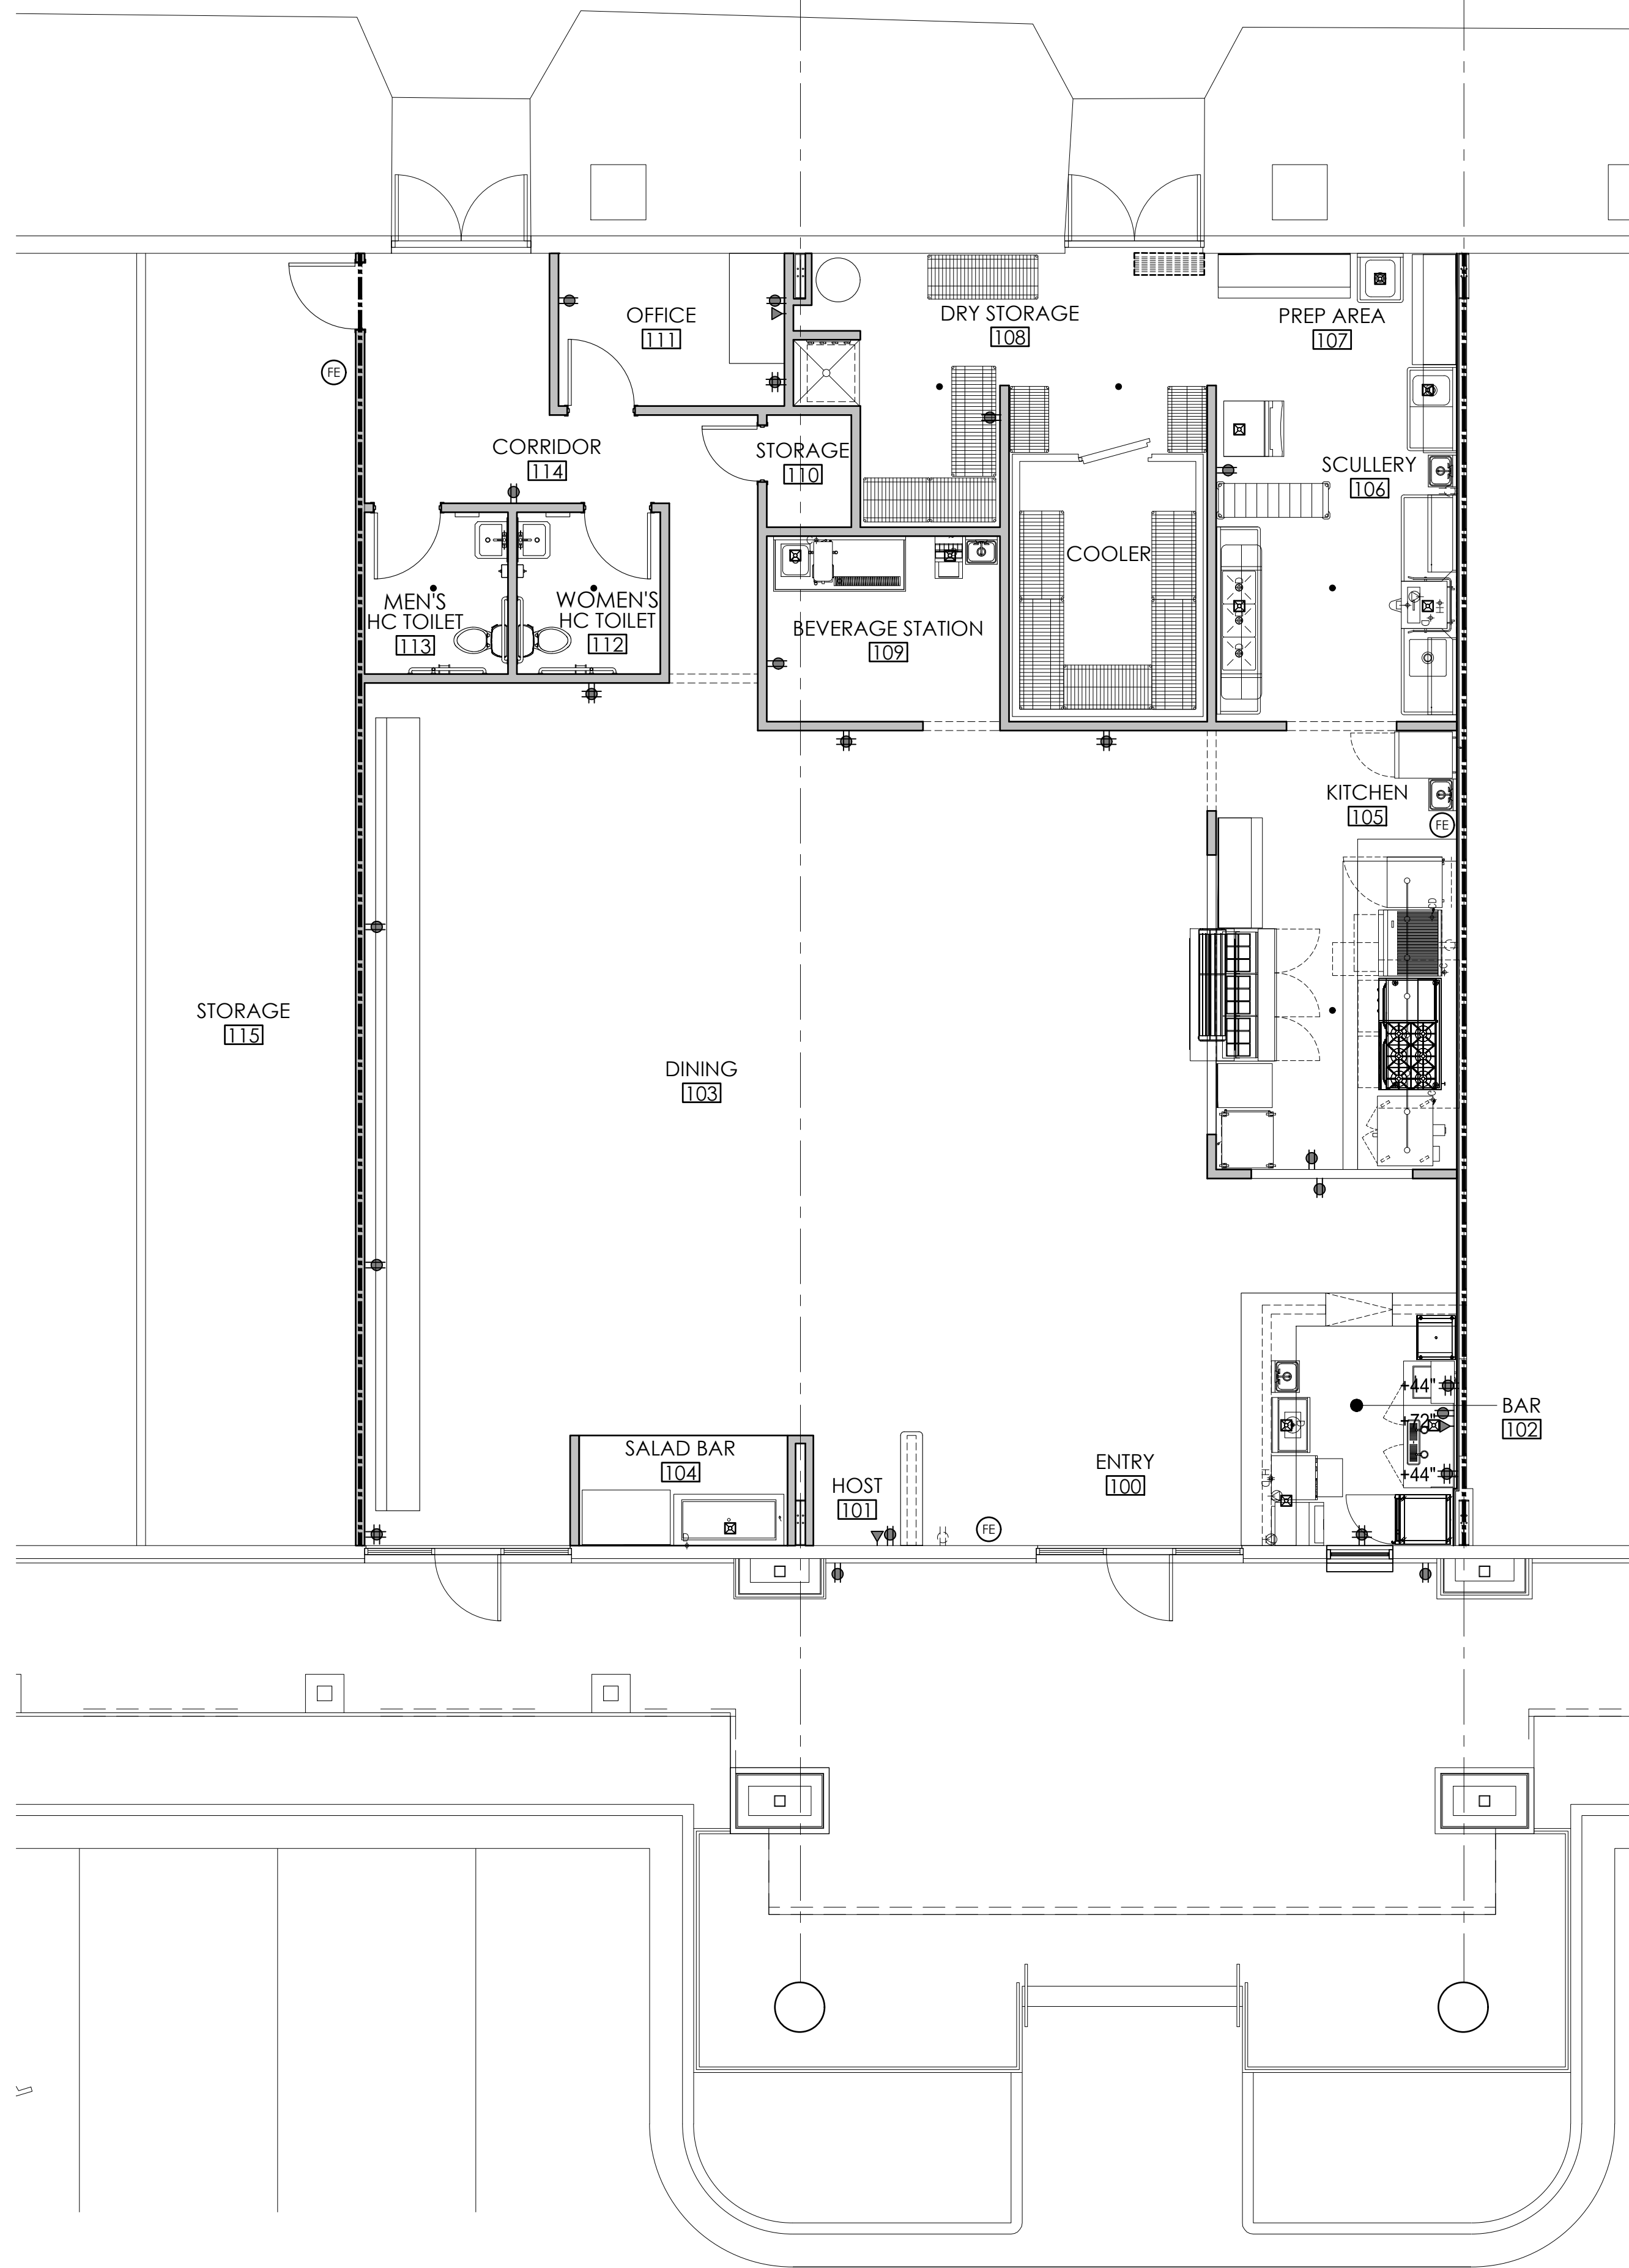 OFFICE
111
DRY STORAGE
108
PREP AREA
107
FE
CORRIDOR
114
STORAGE
110
SCULLERY
106
COOLER
MEN'S
HC TOILET
113
WOMEN'S
HC TOILET
112
BEVERAGE STATION
109
KITCHEN
105
FE
STORAGE
115
DINING
103
+44"
+72"
+44"
BAR
102
SALAD BAR
104
HOST
101
ENTRY
100
FE